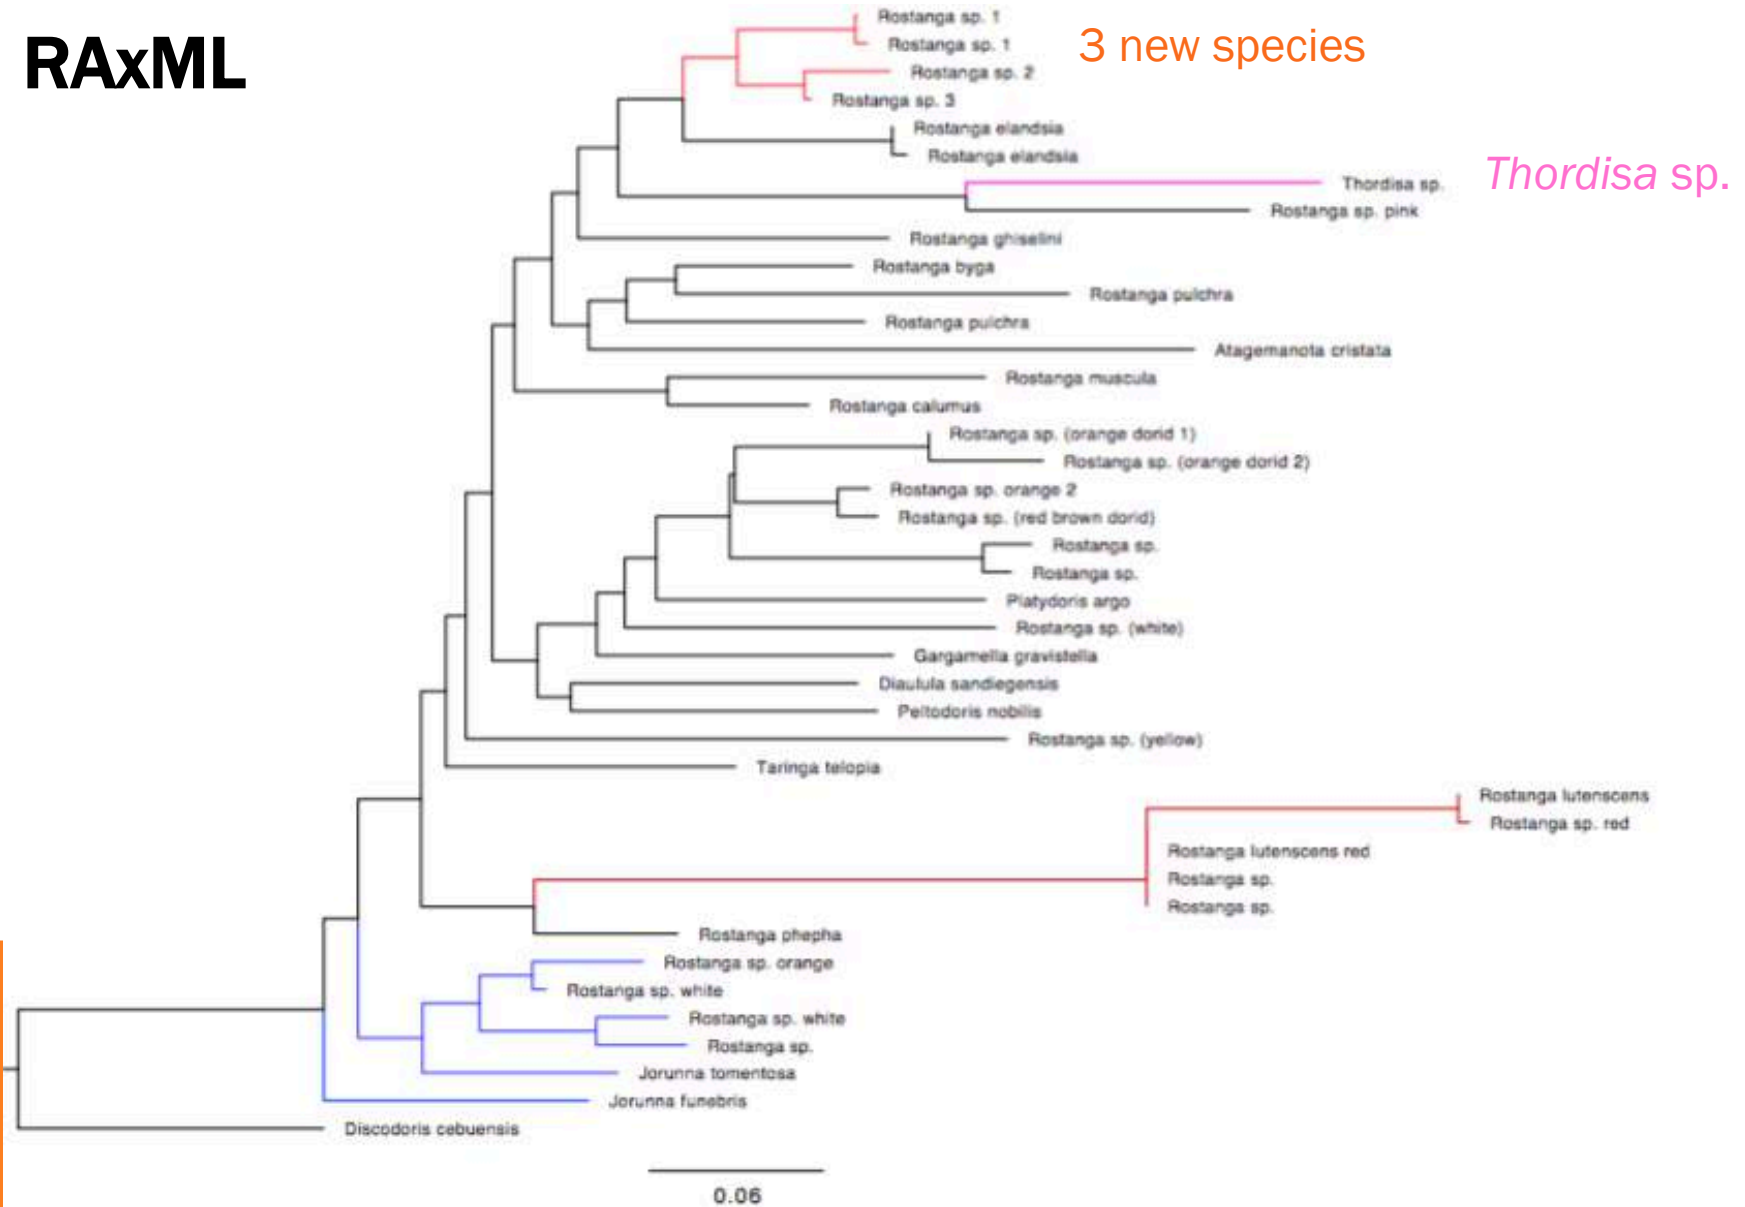 RAxML
3 new species
Thordisa sp.
Rostanga sp. 1
Rostanga sp. 1
Rostanga sp. 2
Rostanga sp. 3
Rostanga elandsia
Rostanga elandsia
Thordisa sp.
Rostanga sp. pink
Rostanga ghiselini
Rostanga byga
Rostanga pulchra
Rostanga pulchra
Atagemanota cristata
Rostanga muscula
Rostanga calumus
Rostanga sp. (orange dorid 1)
Rostanga sp. (orange dorid 2)
Rostanga sp. orange 2
Rostanga sp. (red brown dorid)
Rostanga sp.
Rostanga sp.
Platydoris argo
Rostanga sp. (white)
Gargamella gravistella
Diaulula sandiegensis
Peltodoris nobilis
Rostanga sp. (yellow)
Taringa telopia
Rostanga lutenscens
Rostanga sp. red
Rostanga lutenscens red
Rostanga sp.
Rostanga sp.
Rostanga phepha
Rostanga sp. orange
Rostanga sp. white
Rostanga sp. white
Rostanga sp.
Jorunna tomentosa
Jorunna funebris
Discodoris cebuensis
0.06